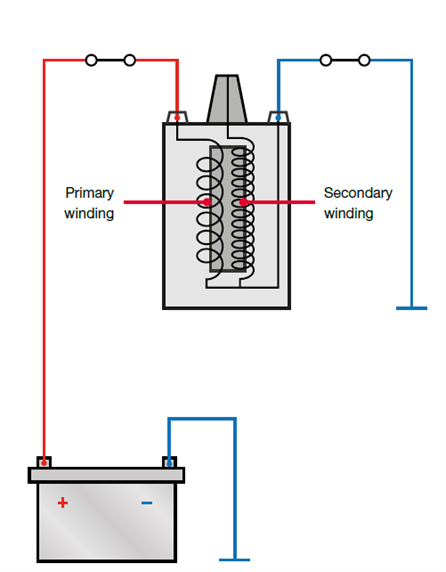 Primary
winding
Secondary
winding
+ −